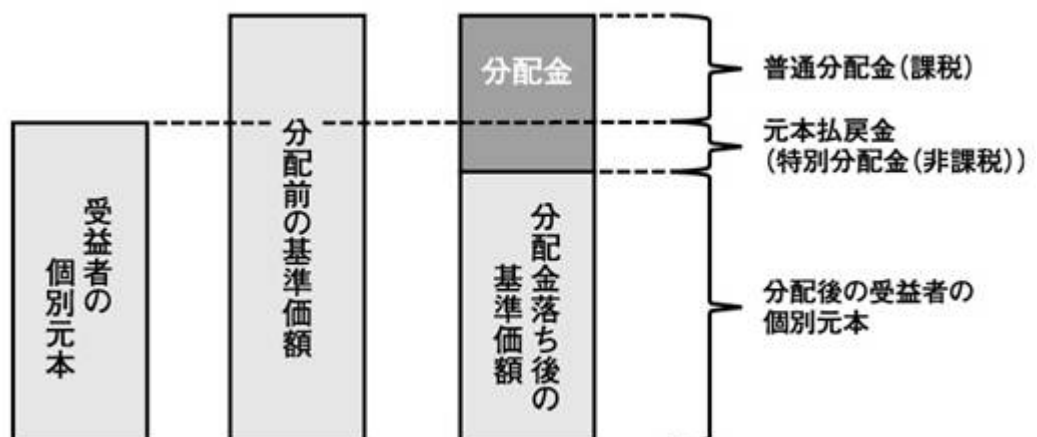 受益者の
個別元本
分配前の基準価額
分配金
分配金落ち後の
基準価額
普通分配金(課税)
元本払戻金
(特別分配金(非課税))
分配後の受益者の
個別元本